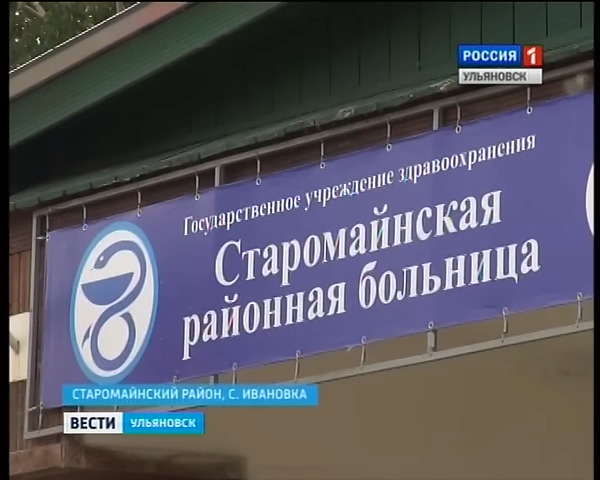 РОССИЯ 1
УЛЬЯНОВСК
Государственное учреждение здравоохранения
Старомайнская
районная больница
СТАРОМАЙНСКИЙ РАЙОН, С. ИВАНОВКА
ВЕСТИ УЛЬЯНОВСК